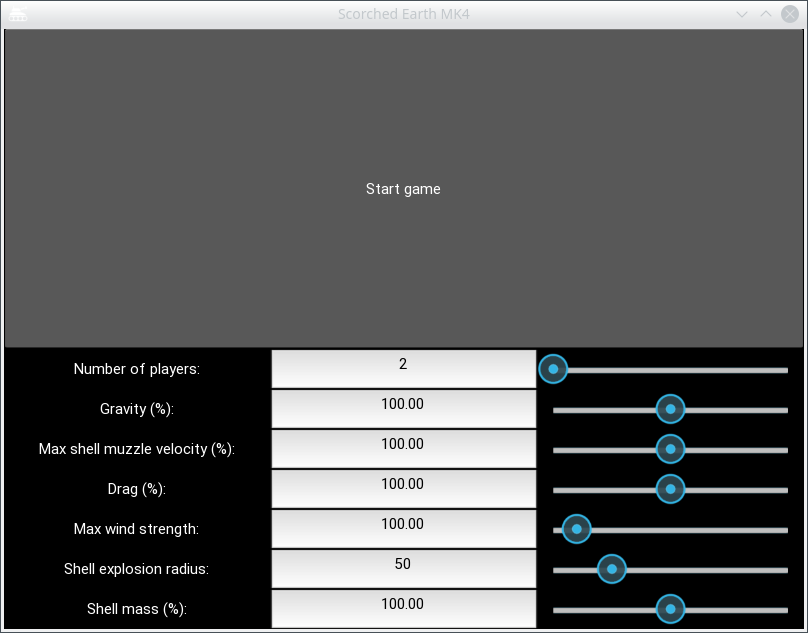 Scorched Earth MK4
Start game
Number of players: 2
Gravity (%): 100.00
Max shell muzzle velocity (%): 100.00
Drag (%): 100.00
Max wind strength: 100.00
Shell explosion radius: 50
Shell mass (%): 100.00